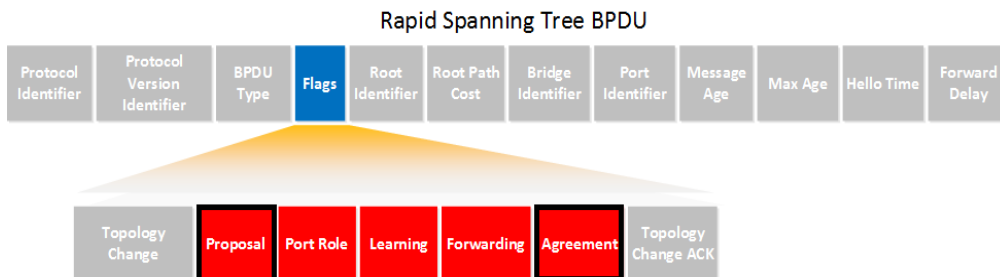 Rapid Spanning Tree BPDU
Protocol
Identifier
Protocol
Version
Identifier
BPDU
Type
Flags
Root
Identifier
Root Path
Cost
Bridge
Identifier
Port
Identifier
Message
Age
Max Age
Hello Time
Forward
Delay
Topology
Change
Proposal
Port Role
Learning
Forwarding
Agreement
Topology
Change ACK